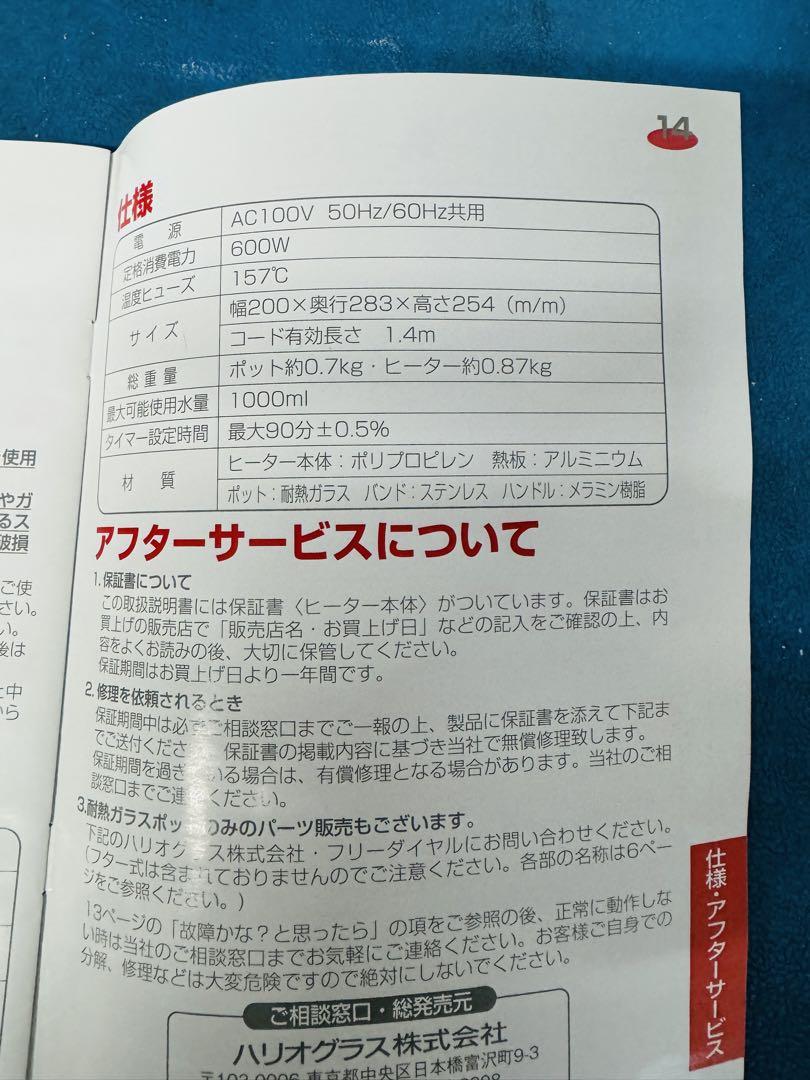 14
仕様
電源 AC100V 50Hz/60Hz共用
定格消費電力 600W
温度ヒューズ 157℃
サイズ 幅200×奥行283×高さ254（m/m）
コード有効長さ 1.4m
総重量 ポット約0.7kg・ヒーター約0.87kg
最大可能使用水量 1000ml
タイマー設定時間 最大90分±0.5%
材質 ヒーター本体：ポリプロピレン 熱板：アルミニウム
ポット：耐熱ガラス バンド：ステンレス ハンドル：メラミン樹脂
アフターサービスについて
1.保証書について
この取扱説明書には保証書〈ヒーター本体〉がついています。保証書はお
買上げの販売店で「販売店名・お買上げ日」などの記入をご確認の上、内
容をよくお読みの後、大切に保管してください。
保証期間はお買上げ日より一年間です。
2.修理を依頼されるとき
保証期間中は必ずご相談窓口までご一報の上、製品に保証書を添えて下記ま
でご送付ください。保証書の掲載内容に基づき当社で無償修理致します。
保証期間を過ぎている場合は、有償修理となる場合があります。当社のご相
談窓口までご連絡ください。
3.耐熱ガラスポットのみのパーツ販売もございます。
下記のハリオグラス株式会社・フリーダイヤルにお問い合わせください。
(フタ一式は含まれておりませんのでご注意ください。各部の名称は6ペー
ジをご参照ください。)
13ページの「故障かな？と思ったら」の項をご参照の後、正常に動作しな
い時は当社のご相談窓口までお気軽にご連絡ください。お客様ご自身での
分解、修理などは大変危険ですので絶対にしないでください。
ご相談窓口・総発売元
ハリオグラス株式会社
〒103-0006 東京都中央区日本橋富沢町9-3
仕様・アフターサービス
使用
やガ
るス
破損
ご使
さい。
い。
後は
に中
から